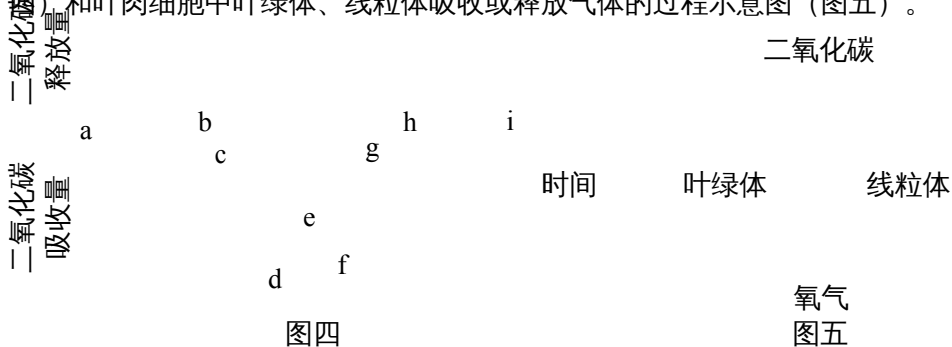 和叶肉细胞中叶绿体、线粒体吸收或释放气体的过程示意图（图五）。
二氧化碳
释放量
二氧化碳
a
b
c
h
g
i
二氧化碳
吸收量
时间
叶绿体
线粒体
e
d
f
氧气
图四
图五